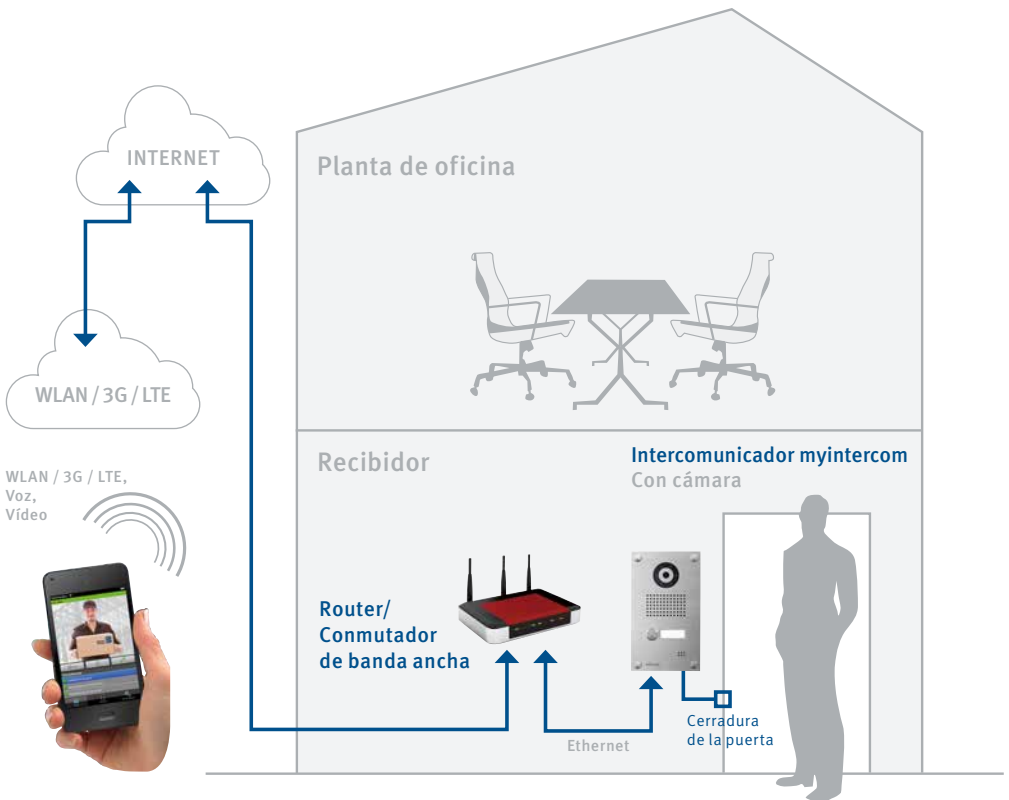 INTERNET
Planta de oficina
WLAN / 3G / LTE
WLAN / 3G / LTE,
Voz,
Vídeo
Recibidor
Intercomunicador myintercom
Con cámara
Router/
Conmutador
de banda ancha
Ethernet
Cerradura
de la puerta